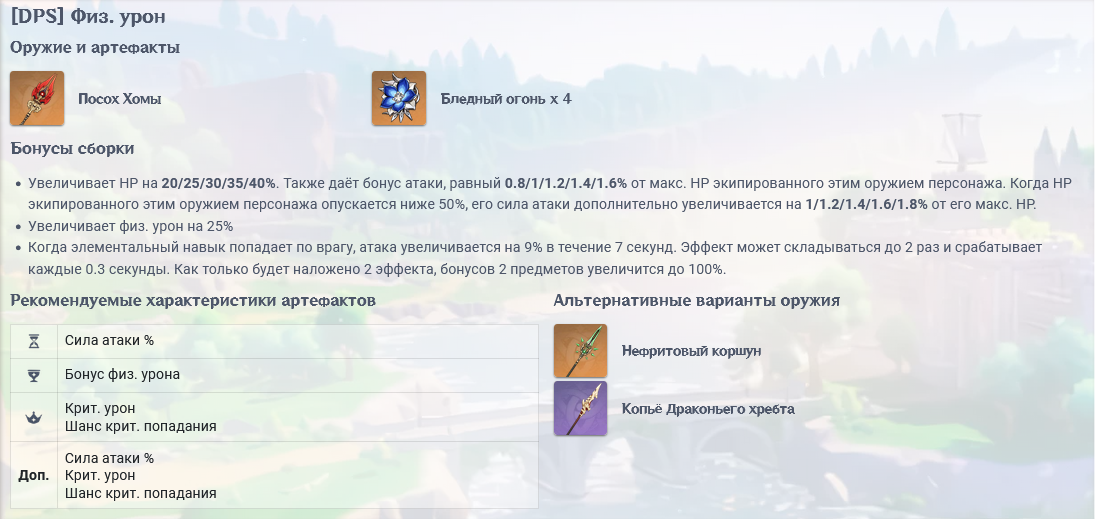 [DPS] Физ. урон
Оружие и артефакты
Посох Хомы
Бледный огонь x 4
Бонусы сборки
• Увеличивает HP на 20/25/30/35/40%. Также даёт бонус атаки, равный 0.8/1/1.2/1.4/1.6% от макс. HP экипированного этим оружием персонажа. Когда HP
экипированного этим оружием персонажа опускается ниже 50%, его сила атаки дополнительно увеличивается на 1/1.2/1.4/1.6/1.8% от его макс. HP.
• Увеличивает физ. урон на 25%
• Когда элементальный навык попадает по врагу, атака увеличивается на 9% в течение 7 секунд. Эффект может складываться до 2 раз и срабатывает
каждые 0.3 секунды. Как только будет наложено 2 эффекта, бонусов 2 предметов увеличится до 100%.
Рекомендуемые характеристики артефактов
Сила атаки %
Бонус физ. урона
Крит. урон
Шанс крит. попадания
Доп.
Сила атаки %
Крит. урон
Шанс крит. попадания
Альтернативные варианты оружия
Нефритовый коршун
Копьё Драконьего хребта